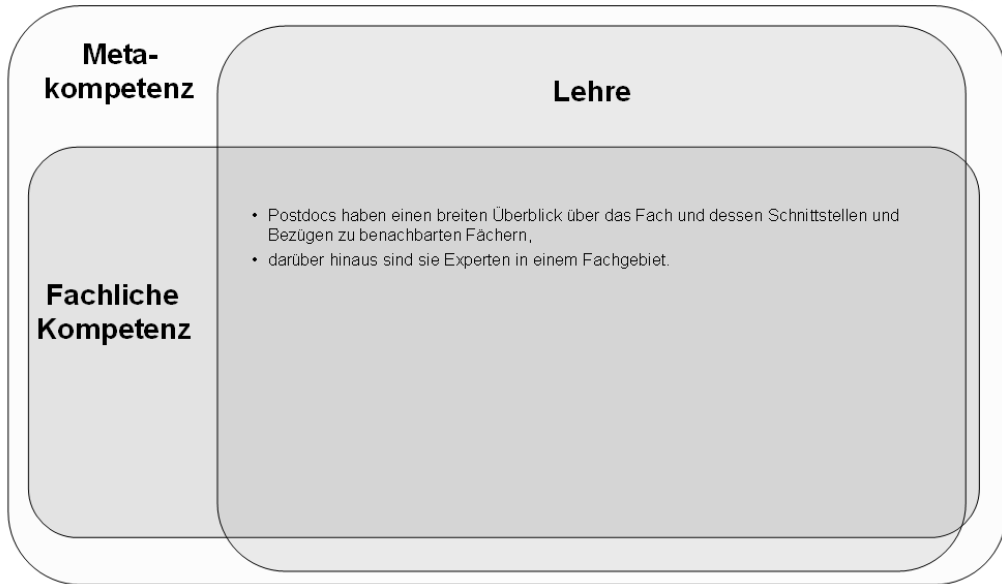 Meta-
kompetenz
Lehre
• Postdocs haben einen breiten Überblick über das Fach und dessen Schnittstellen und
Bezügen zu benachbarten Fächern,
• darüber hinaus sind sie Experten in einem Fachgebiet.
Fachliche
Kompetenz